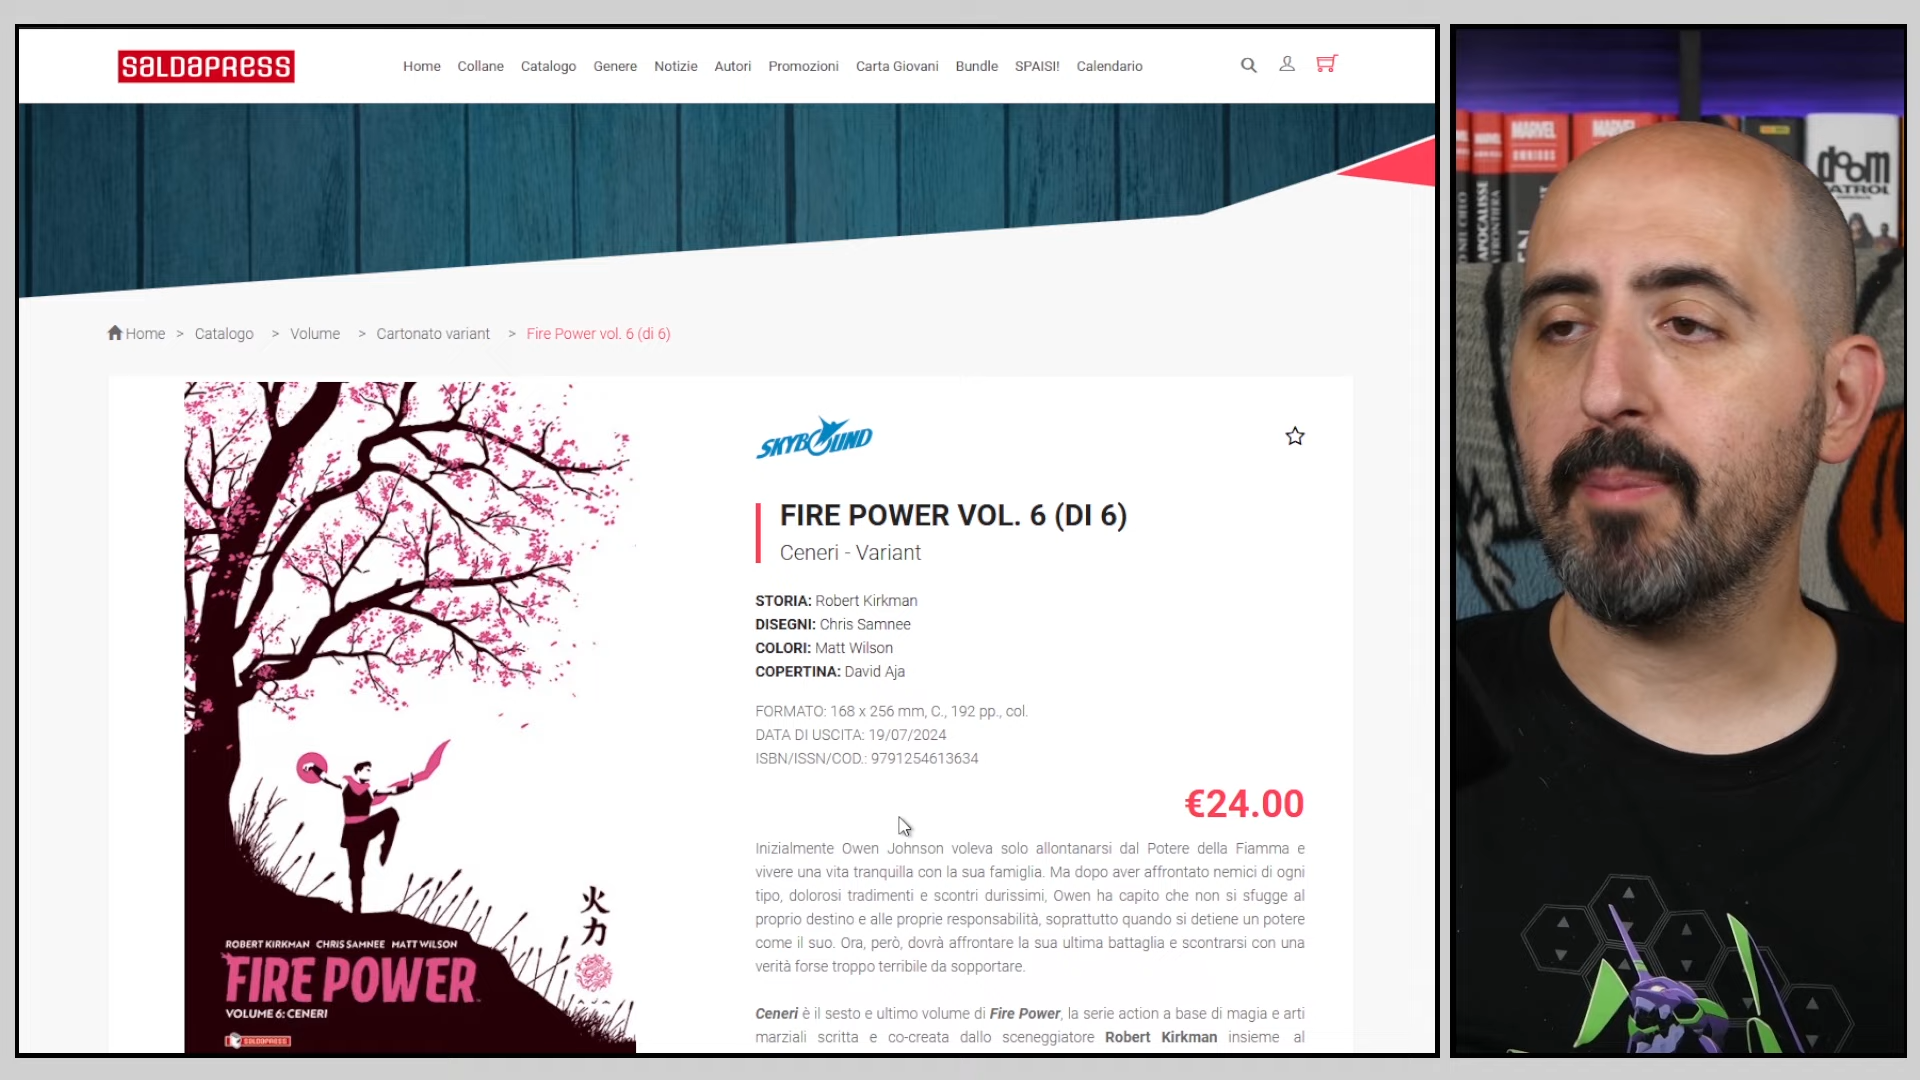 SALDAPRESS
Home Collane Catalogo Genere Notizie Autori Promozioni Carta Giovani Bundle SPAISI! Calendario
Home > Catalogo > Volume > Cartonato variant > Fire Power vol. 6 (di 6)
SKYBOUND
FIRE POWER VOL. 6 (DI 6)
Ceneri - Variant
STORIA: Robert Kirkman
DISEGNI: Chris Samnee
COLORI: Matt Wilson
COPERTINA: David Aja
FORMATO: 168 x 256 mm, C., 192 pp., col.
DATA DI USCITA: 19/07/2024
ISBN/ISSN/COD.: 9791254613634
€24.00
Inizialmente Owen Johnson voleva solo allontanarsi dal Potere della Fiamma e
vivere una vita tranquilla con la sua famiglia. Ma dopo aver affrontato nemici di ogni
tipo, dolorosi tradimenti e scontri durissimi, Owen ha capito che non si sfugge al
proprio destino e alle proprie responsabilità, soprattutto quando si detiene un potere
come il suo. Ora, però, dovrà affrontare la sua ultima battaglia e scontrarsi con una
verità forse troppo terribile da sopportare.
Ceneri è il sesto e ultimo volume di Fire Power, la serie action a base di magia e arti
marziali scritta e co-creata dallo sceneggiatore Robert Kirkman insieme al
火力
ROBERT KIRKMAN CHRIS SAMNEE MATT WILSON
FIRE POWER
VOLUME 6: CENERI
SALDAPRESS
MARVEL
MARVEL
OMNIBUS
APOCALISSE
FRONTIERA
DOOM
PATROL